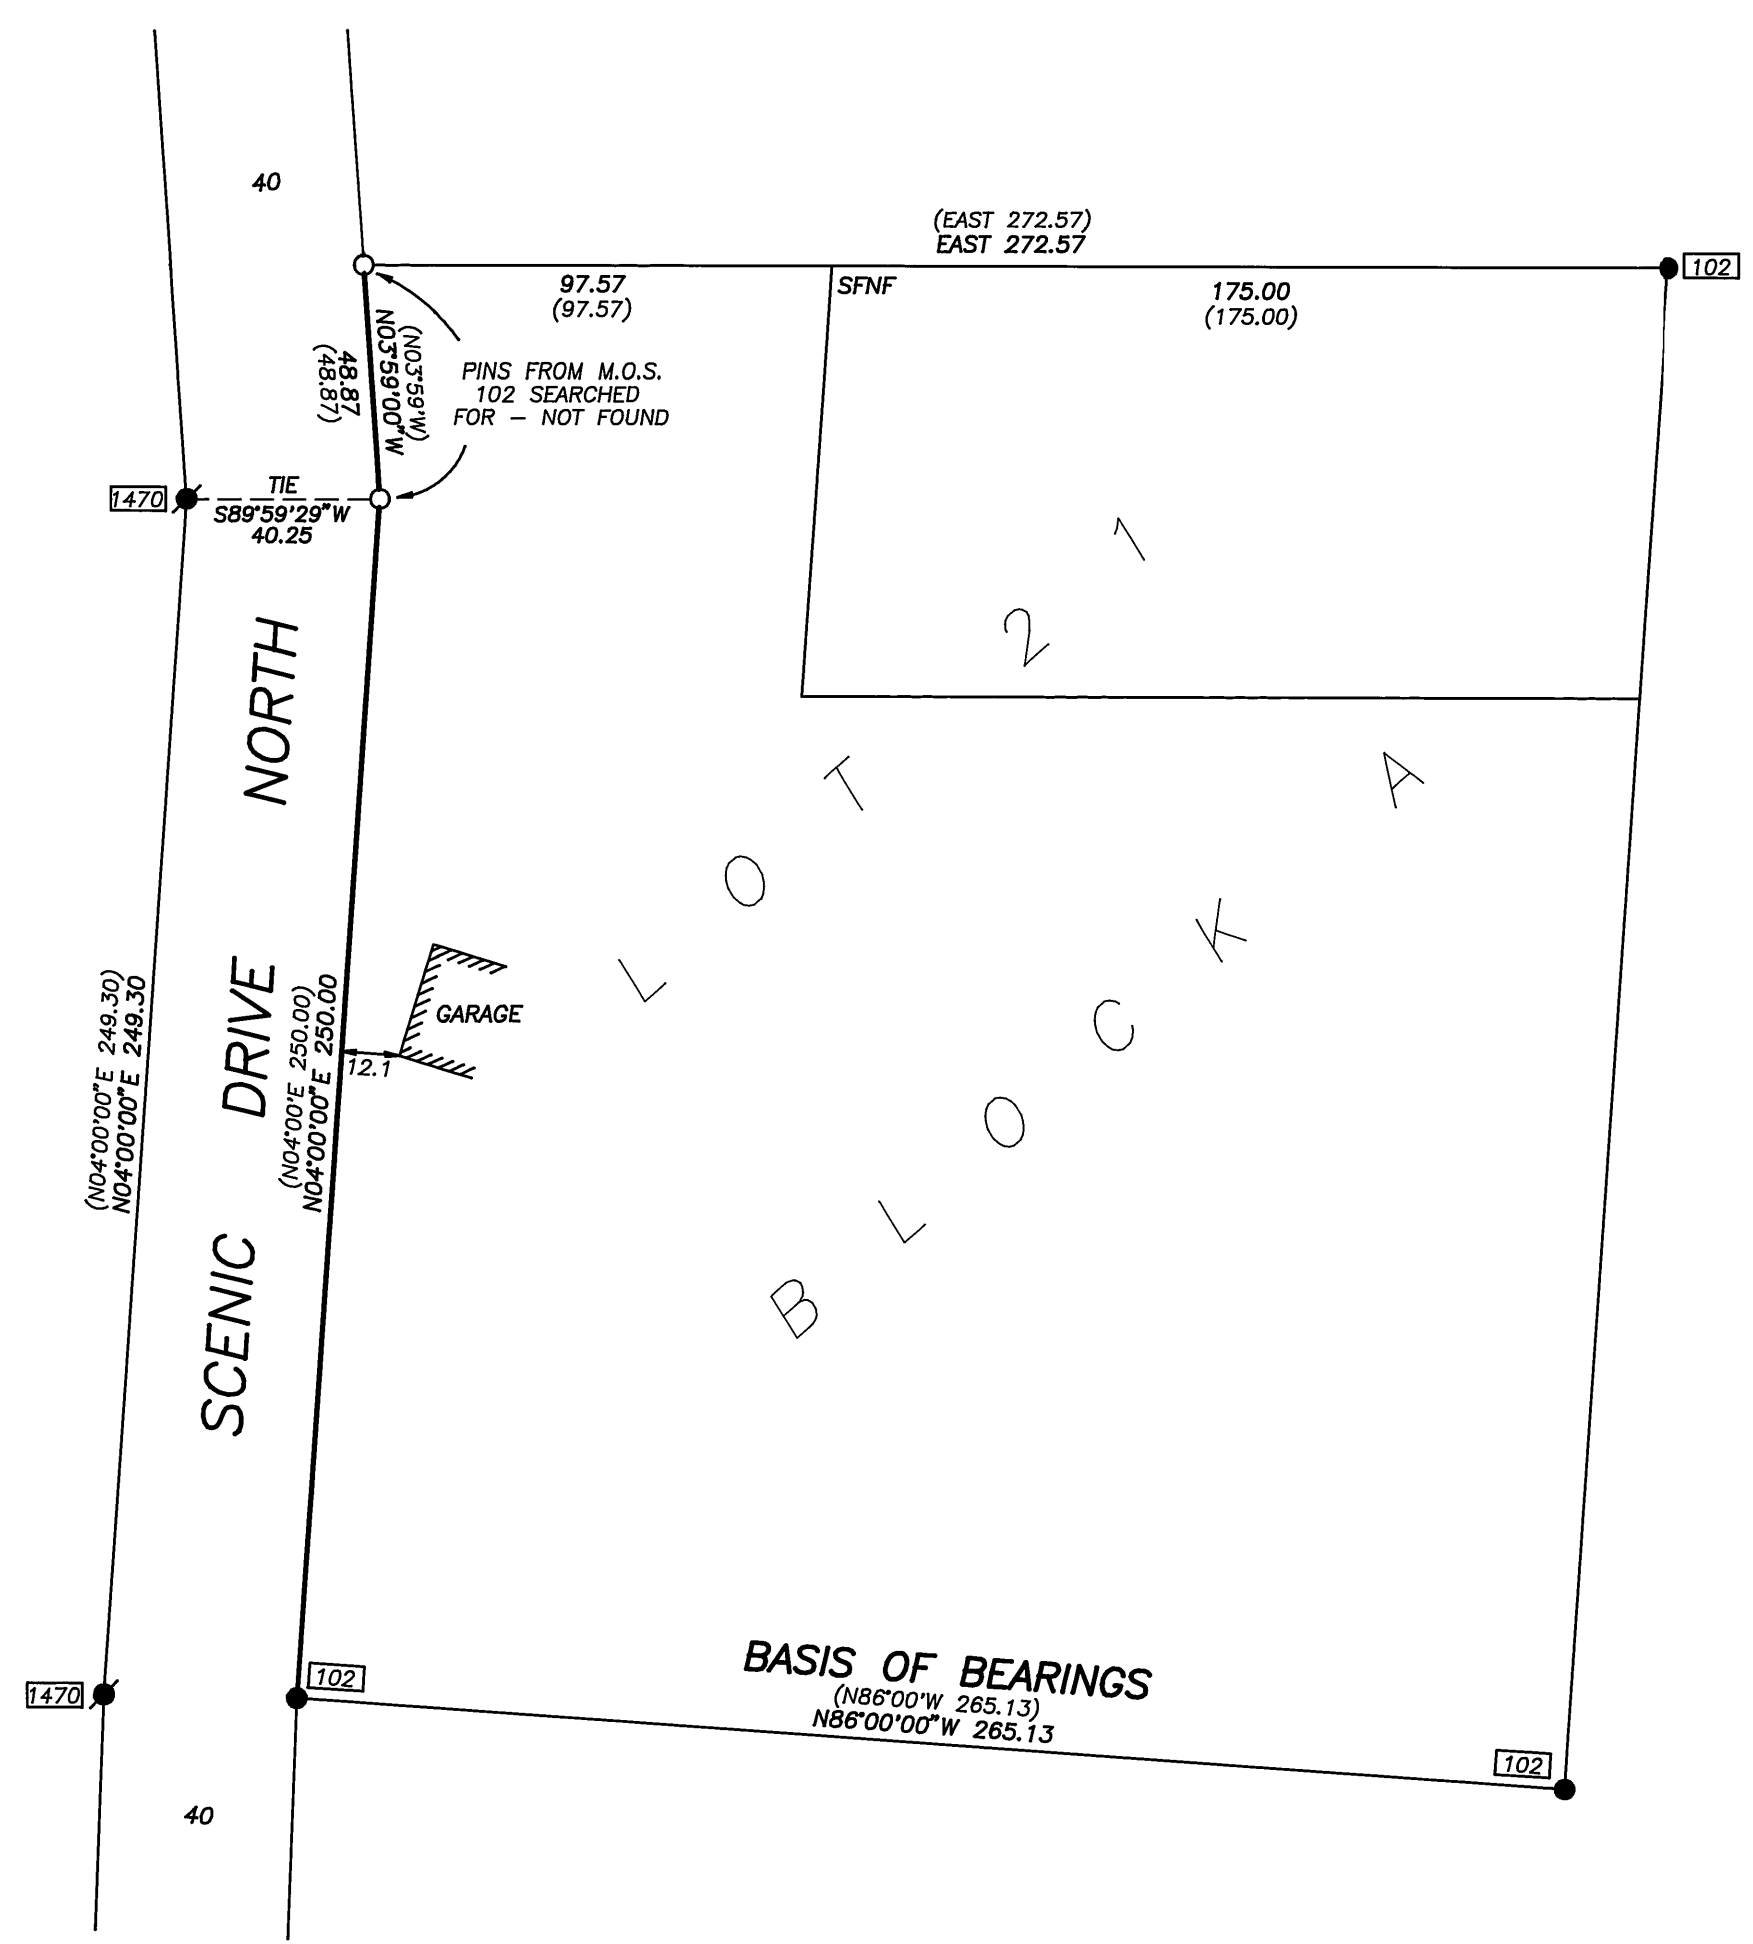 40
(EAST 272.57)
EAST 272.57
102
97.57
(97.57)
SFNF
175.00
(175.00)
(N03°59'W)
N03°59'00"W
48.87
(48.87)
PINS FROM M.O.S.
102 SEARCHED
FOR – NOT FOUND
1470
TIE
S89°59'29"W
40.25
LOT 21
BLOCK A
SCENIC DRIVE NORTH
(N04°00'00"E 249.30)
N04°00'00"E 249.30
(N04°00'E 250.00)
N04°00'00"E 250.00
GARAGE
12.1
1470
102
BASIS OF BEARINGS
(N86°00'W 265.13)
N86°00'00"W 265.13
102
40